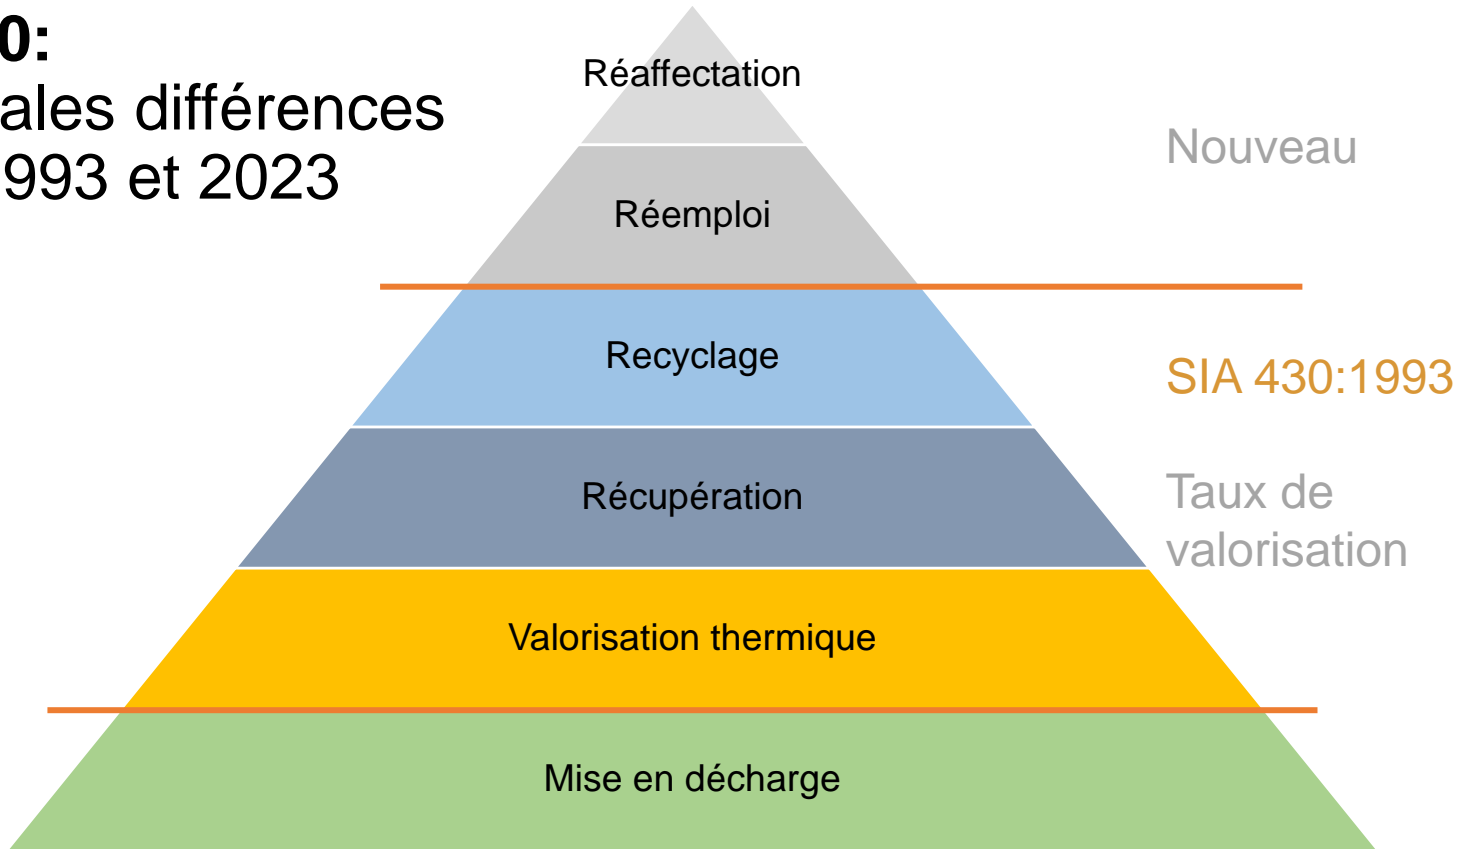 0:
ales différences
993 et 2023
Réaffectation
Nouveau
Réemploi
Recyclage
SIA 430:1993
Récupération
Taux de
valorisation
Valorisation thermique
Mise en décharge